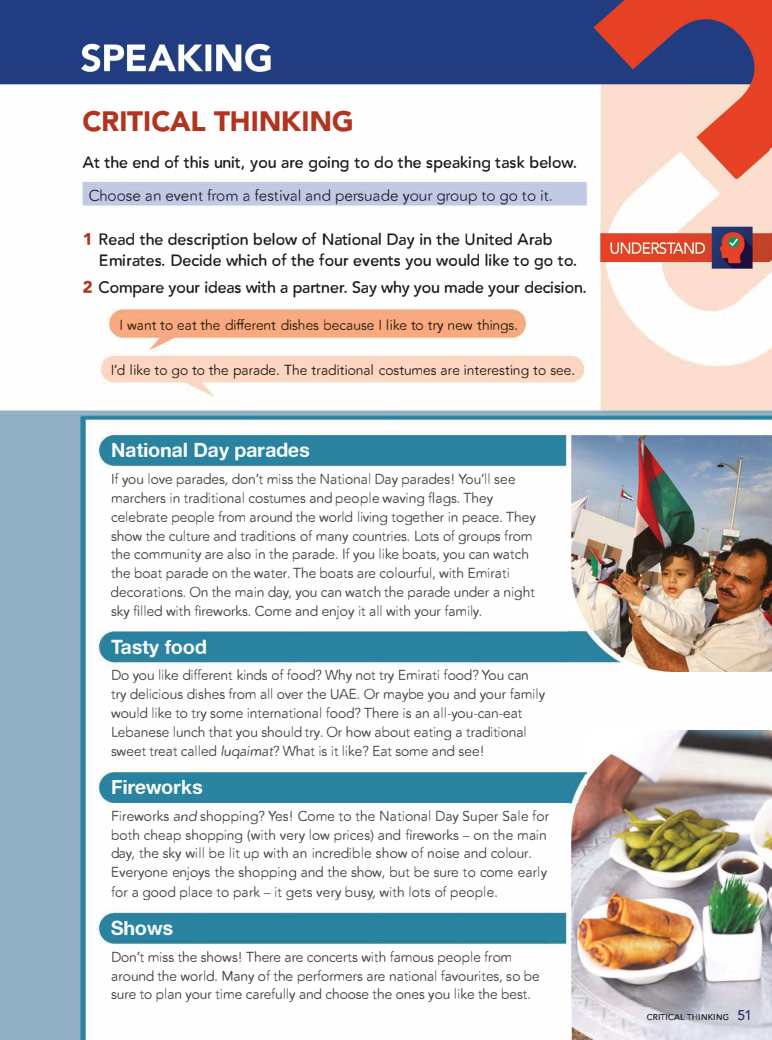 SPEAKING
CRITICAL THINKING
At the end of this unit, you are going to do the speaking task below.
Choose an event from a festival and persuade your group to go to it.
1 Read the description below of National Day in the United Arab
Emirates. Decide which of the four events you would like to go to.
UNDERSTAND
2 Compare your ideas with a partner. Say why you made your decision.
I want to eat the different dishes because I like to try new things.
I'd like to go to the parade. The traditional costumes are interesting to see.
National Day parades
If you love parades, don't miss the National Day parades! You'll see
marchers in traditional costumes and people waving flags. They
celebrate people from around the world living together in peace. They
show the culture and traditions of many countries. Lots of groups from
the community are also in the parade. If you like boats, you can watch
the boat parade on the water. The boats are colourful, with Emirati
decorations. On the main day, you can watch the parade under a night
sky filled with fireworks. Come and enjoy it all with your family.
Tasty food
Do you like different kinds of food? Why not try Emirati food? You can
try delicious dishes from all over the UAE. Or maybe you and your family
would like to try some international food? There is an all-you-can-eat
Lebanese lunch that you should try. Or how about eating a traditional
sweet treat called luqaimat? What is it like? Eat some and see!
Fireworks
Fireworks and shopping? Yes! Come to the National Day Super Sale for
both cheap shopping (with very low prices) and fireworks – on the main
day, the sky will be lit up with an incredible show of noise and colour.
Everyone enjoys the shopping and the show, but be sure to come early
for a good place to park – it gets very busy, with lots of people.
Shows
Don't miss the shows! There are concerts with famous people from
around the world. Many of the performers are national favourites, so be
sure to plan your time carefully and choose the ones you like the best.
CRITICAL THINKING 51